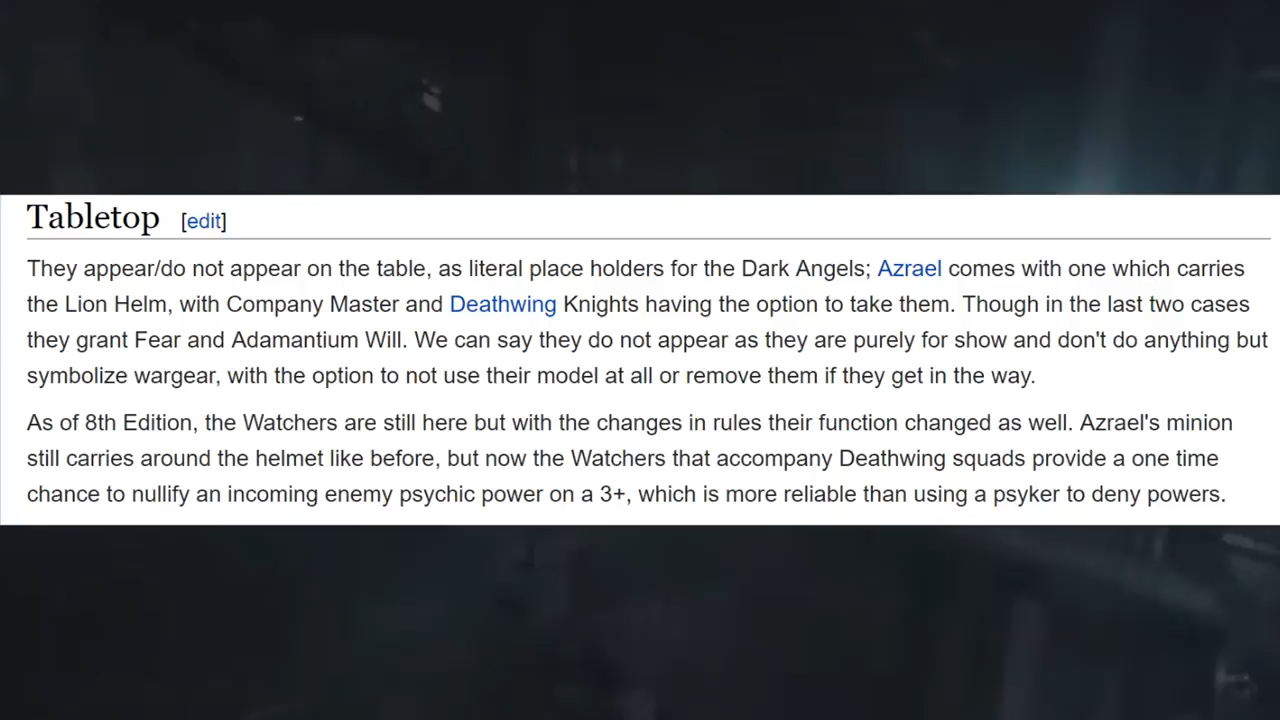 Tabletop [edit]
They appear/do not appear on the table, as literal place holders for the Dark Angels; Azrael comes with one which carries
the Lion Helm, with Company Master and Deathwing Knights having the option to take them. Though in the last two cases
they grant Fear and Adamantium Will. We can say they do not appear as they are purely for show and don't do anything but
symbolize wargear, with the option to not use their model at all or remove them if they get in the way.
As of 8th Edition, the Watchers are still here but with the changes in rules their function changed as well. Azrael's minion
still carries around the helmet like before, but now the Watchers that accompany Deathwing squads provide a one time
chance to nullify an incoming enemy psychic power on a 3+, which is more reliable than using a psyker to deny powers.